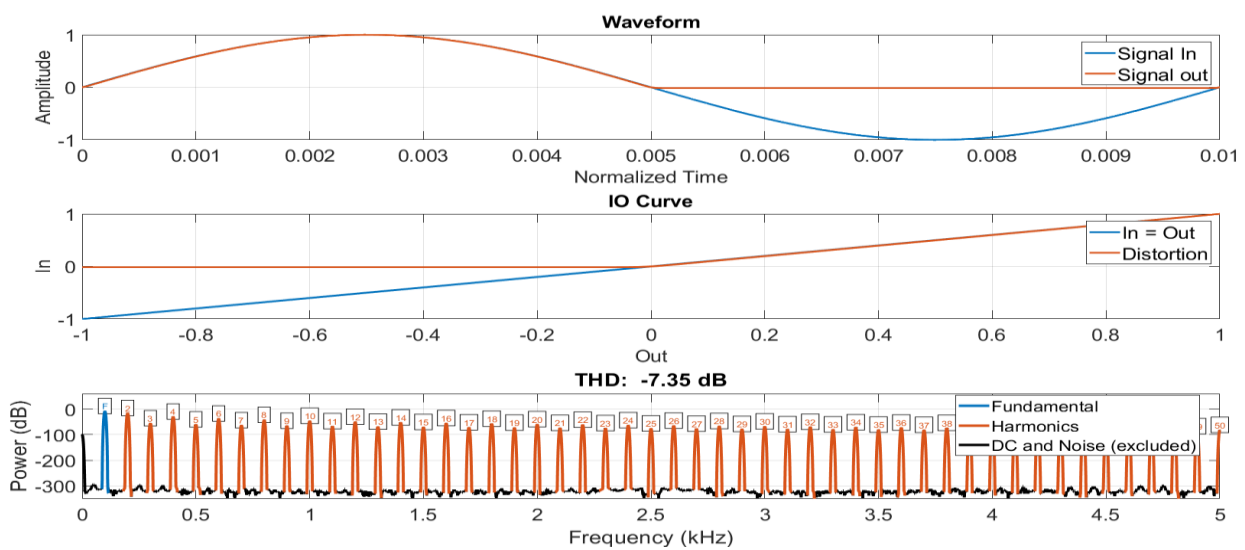 Waveform
1
0
-1
Amplitude
Signal In
Signal out
0 0.001 0.002 0.003 0.004 0.005 0.006 0.007 0.008 0.009 0.01
Normalized Time
IO Curve
1
0
-1
In
In = Out
Distortion
-1 -0.8 -0.6 -0.4 -0.2 0 0.2 0.4 0.6 0.8 1
Out
THD: -7.35 dB
0
-100
-200
-300
Power (dB)
F 2 3 4 5 6 7 8 9 10 11 12 13 14 15 16 17 18 19 20 21 22 23 24 25 26 27 28 29 30 31 32 33 34 35 36 37 38 50
Fundamental
Harmonics
DC and Noise (excluded)
0 0.5 1 1.5 2 2.5 3 3.5 4 4.5 5
Frequency (kHz)